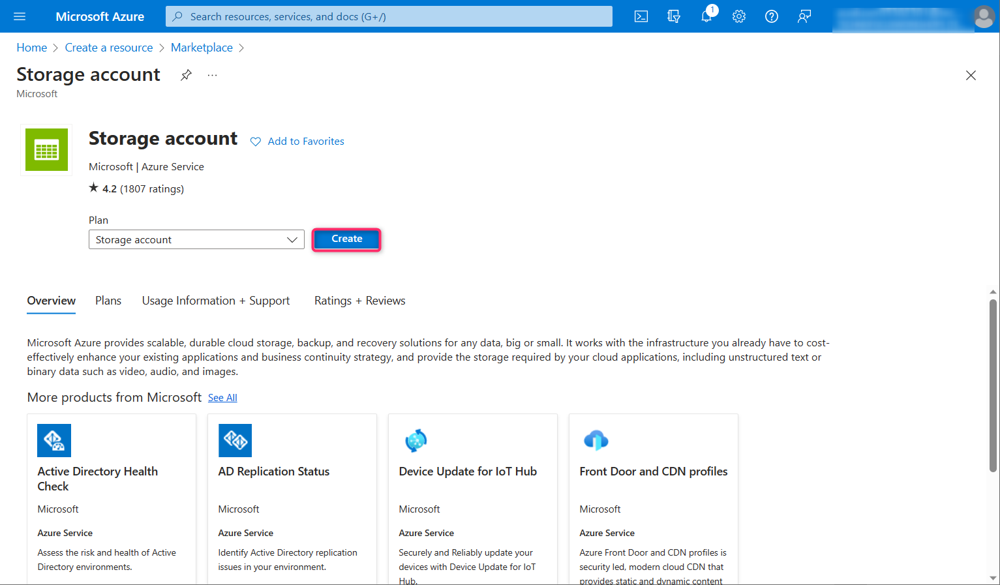 Microsoft Azure
Search resources, services, and docs (G+/)
1
Home > Create a resource > Marketplace >
Storage account
...
Microsoft
Storage account
Add to Favorites
Microsoft | Azure Service
★ 4.2 (1807 ratings)
Plan
Storage account
Create
Overview
Plans
Usage Information + Support
Ratings + Reviews
Microsoft Azure provides scalable, durable cloud storage, backup, and recovery solutions for any data, big or small. It works with the infrastructure you already have to cost-
effectively enhance your existing applications and business continuity strategy, and provide the storage required by your cloud applications, including unstructured text or
binary data such as video, audio, and images.
More products from Microsoft See All
Active Directory Health
Check
Microsoft
Azure Service
Assess the risk and health of Active
Directory environments.
AD Replication Status
Microsoft
Azure Service
Identify Active Directory replication
issues in your environment.
Device Update for IoT Hub
Microsoft
Azure Service
Securely and Reliably update your
devices with Device Update for IoT
Hub.
Front Door and CDN profiles
Microsoft
Azure Service
Azure Front Door and CDN profiles is
security led, modern cloud CDN that
provides static and dynamic content